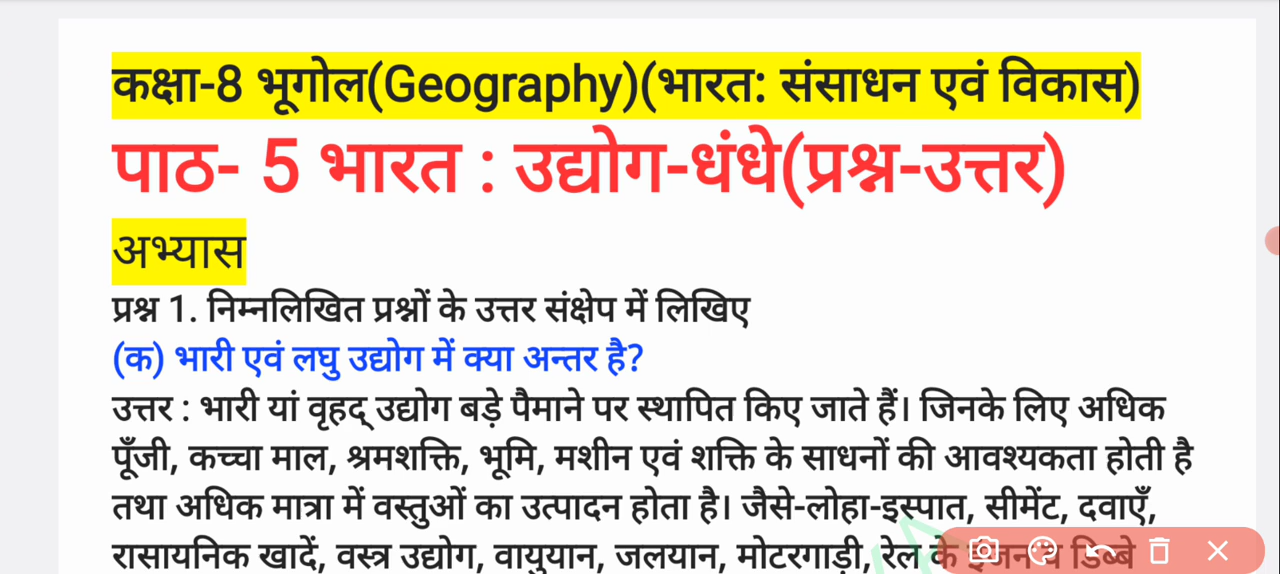 कक्षा-8 भूगोल(Geography)(भारत: संसाधन एवं विकास)
पाठ- 5 भारत : उद्योग-धंधे(प्रश्न-उत्तर)
अभ्यास
प्रश्न 1. निम्नलिखित प्रश्नों के उत्तर संक्षेप में लिखिए
(क) भारी एवं लघु उद्योग में क्या अन्तर है?
उत्तर : भारी यां वृहद् उद्योग बड़े पैमाने पर स्थापित किए जाते हैं। जिनके लिए अधिक
पूँजी, कच्चा माल, श्रमशक्ति, भूमि, मशीन एवं शक्ति के साधनों की आवश्यकता होती है
तथा अधिक मात्रा में वस्तुओं का उत्पादन होता है। जैसे-लोहा-इस्पात, सीमेंट, दवाएँ,
रासायनिक खादें, वस्त्र उद्योग, वायुयान, जलयान, मोटरगाड़ी, रेल के डिब्बे